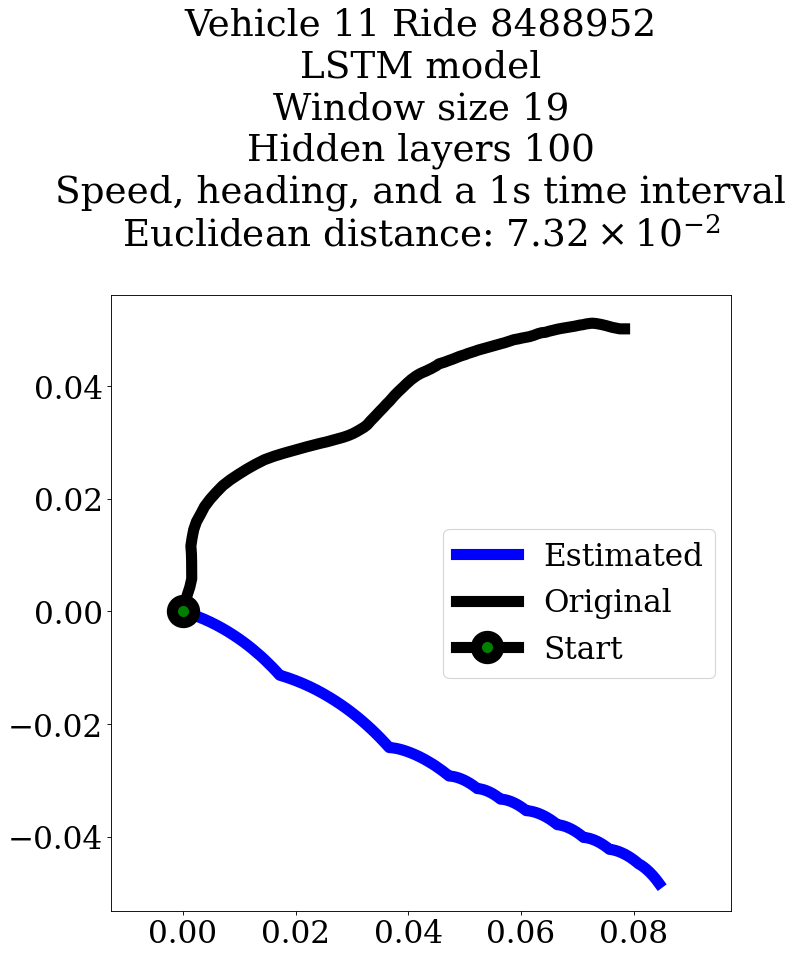 Vehicle 11 Ride 8488952
LSTM model
Window size 19
Hidden layers 100
Speed, heading, and a 1s time interval
Euclidean distance: 7.32 × 10⁻²
0.04
0.02
0.00
−0.02
−0.04
Estimated
Original
Start
0.00 0.02 0.04 0.06 0.08